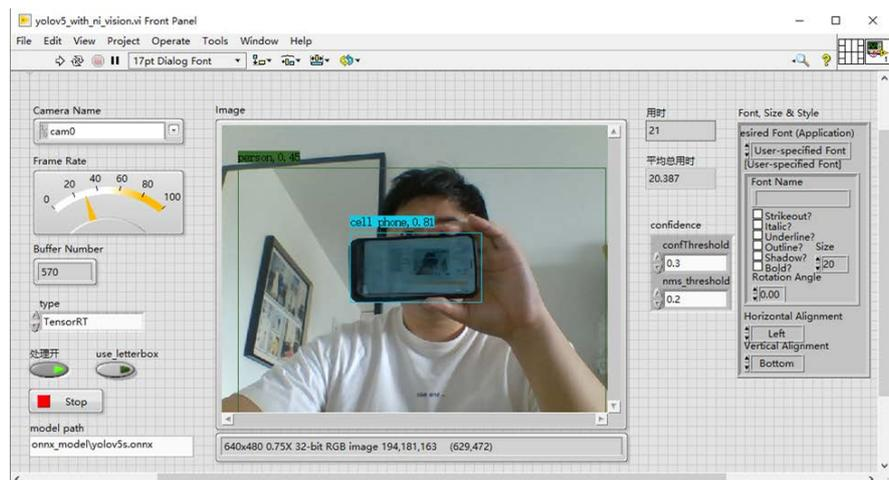 yolov5_with_ni_vision.vi Front Panel
File Edit View Project Operate Tools Window Help
17pt Dialog Font
Camera Name
cam0
Frame Rate
0 20 40 60 80 100
Buffer Number
570
type
TensorRT
处理开 use_letterbox
Stop
model path
onnx_model\yolov5s.onnx
Image
person, 0.45
cell phone, 0.81
640x480 0.75X 32-bit RGB image 194,181,163 (629,472)
用时
21
平均总用时
20.387
confidence
confThreshold
0.3
nms_threshold
0.2
Font, Size & Style
esired Font (Application)
User-specified Font
[User-specified Font]
Font Name
Strikeout?
Italic?
Underline?
Outline? Size
Shadow? 20
Bold?
Rotation Angle
0.00
Horizontal Alignment
Left
Vertical Alignment
Bottom